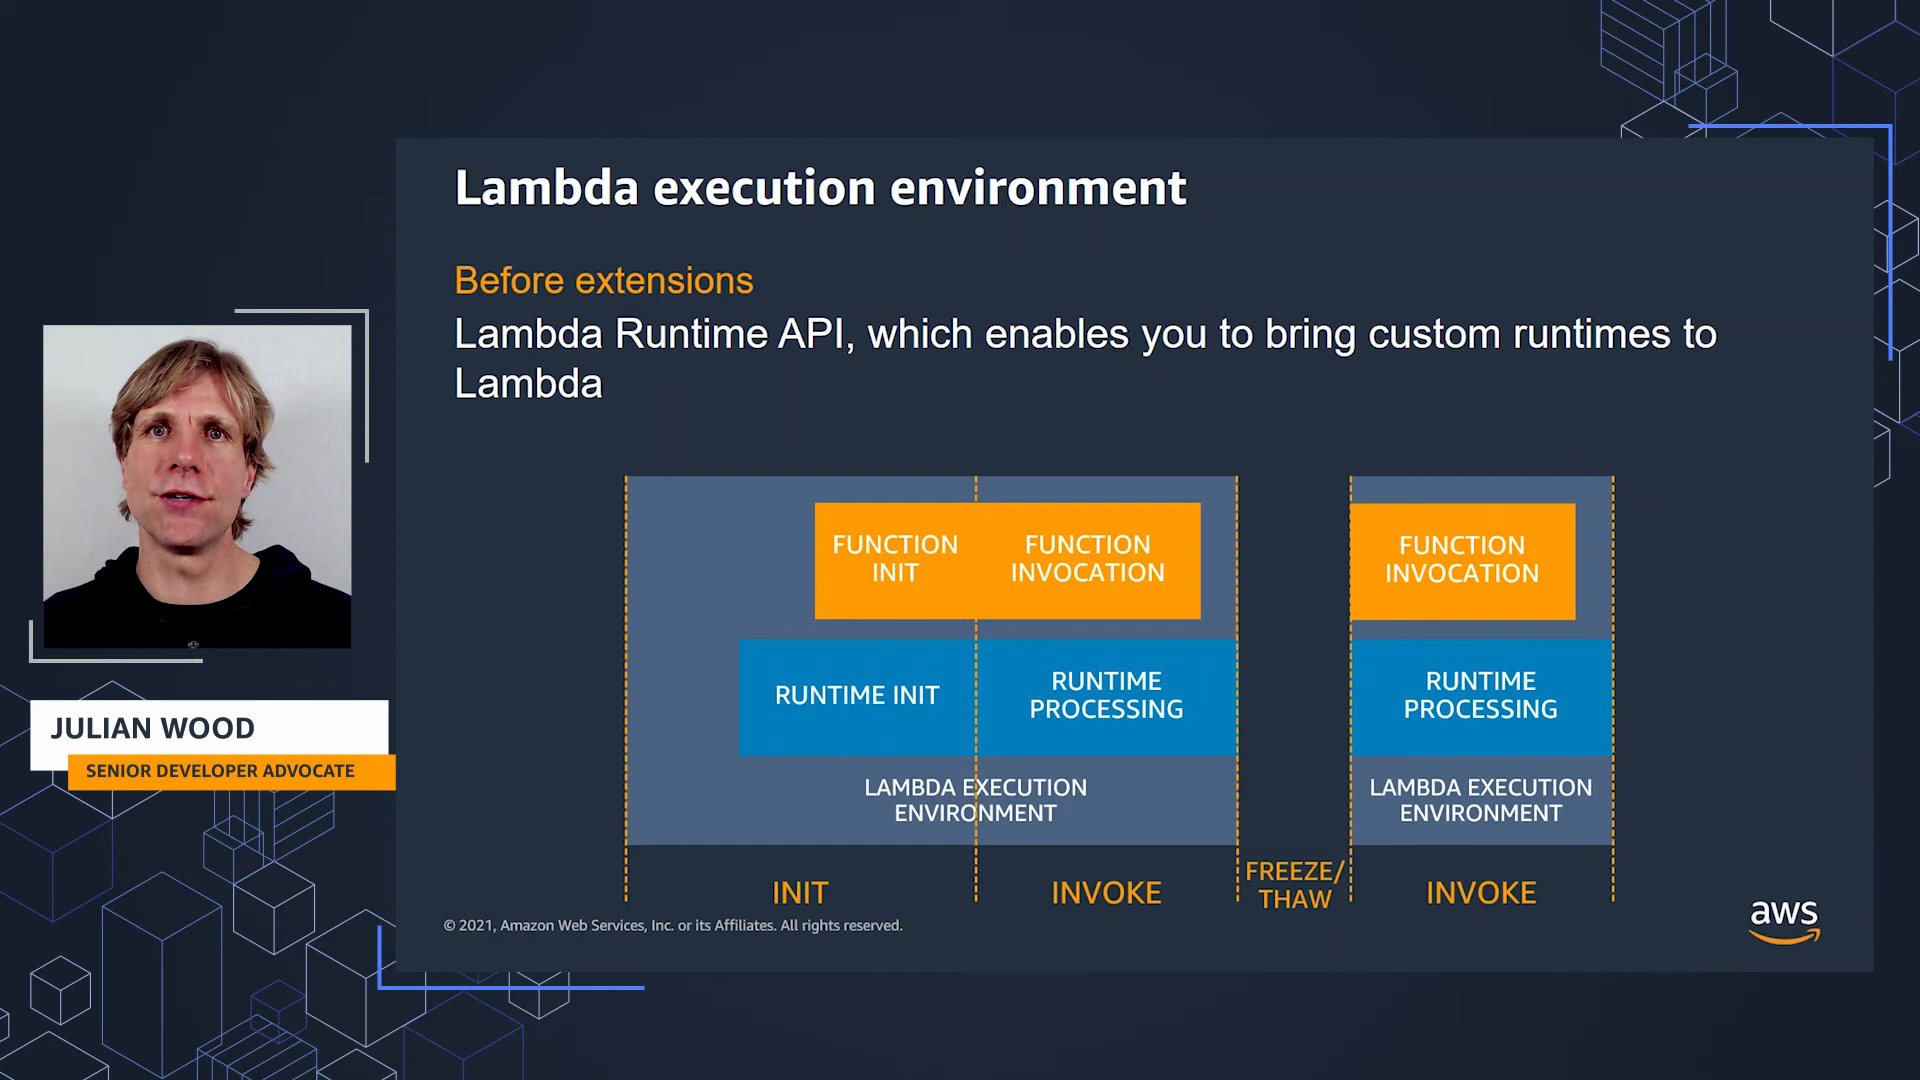 Lambda execution environment
Before extensions
Lambda Runtime API, which enables you to bring custom runtimes to
Lambda
FUNCTION
INIT
FUNCTION
INVOCATION
FUNCTION
INVOCATION
RUNTIME INIT
RUNTIME
PROCESSING
RUNTIME
PROCESSING
LAMBDA EXECUTION
ENVIRONMENT
LAMBDA EXECUTION
ENVIRONMENT
INIT
INVOKE
FREEZE/
THAW
INVOKE
© 2021, Amazon Web Services, Inc. or its Affiliates. All rights reserved.
aws
JULIAN WOOD
SENIOR DEVELOPER ADVOCATE